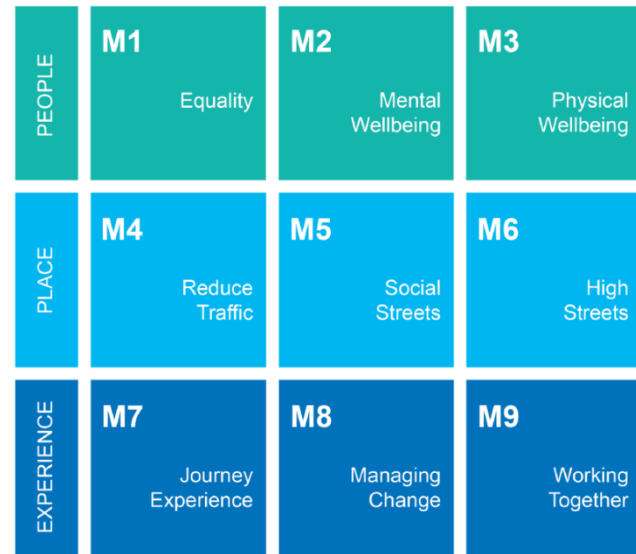 PEOPLE
M1
Equality
M2
Mental
Wellbeing
M3
Physical
Wellbeing
PLACE
M4
Reduce
Traffic
M5
Social
Streets
M6
High
Streets
EXPERIENCE
M7
Journey
Experience
M8
Managing
Change
M9
Working
Together